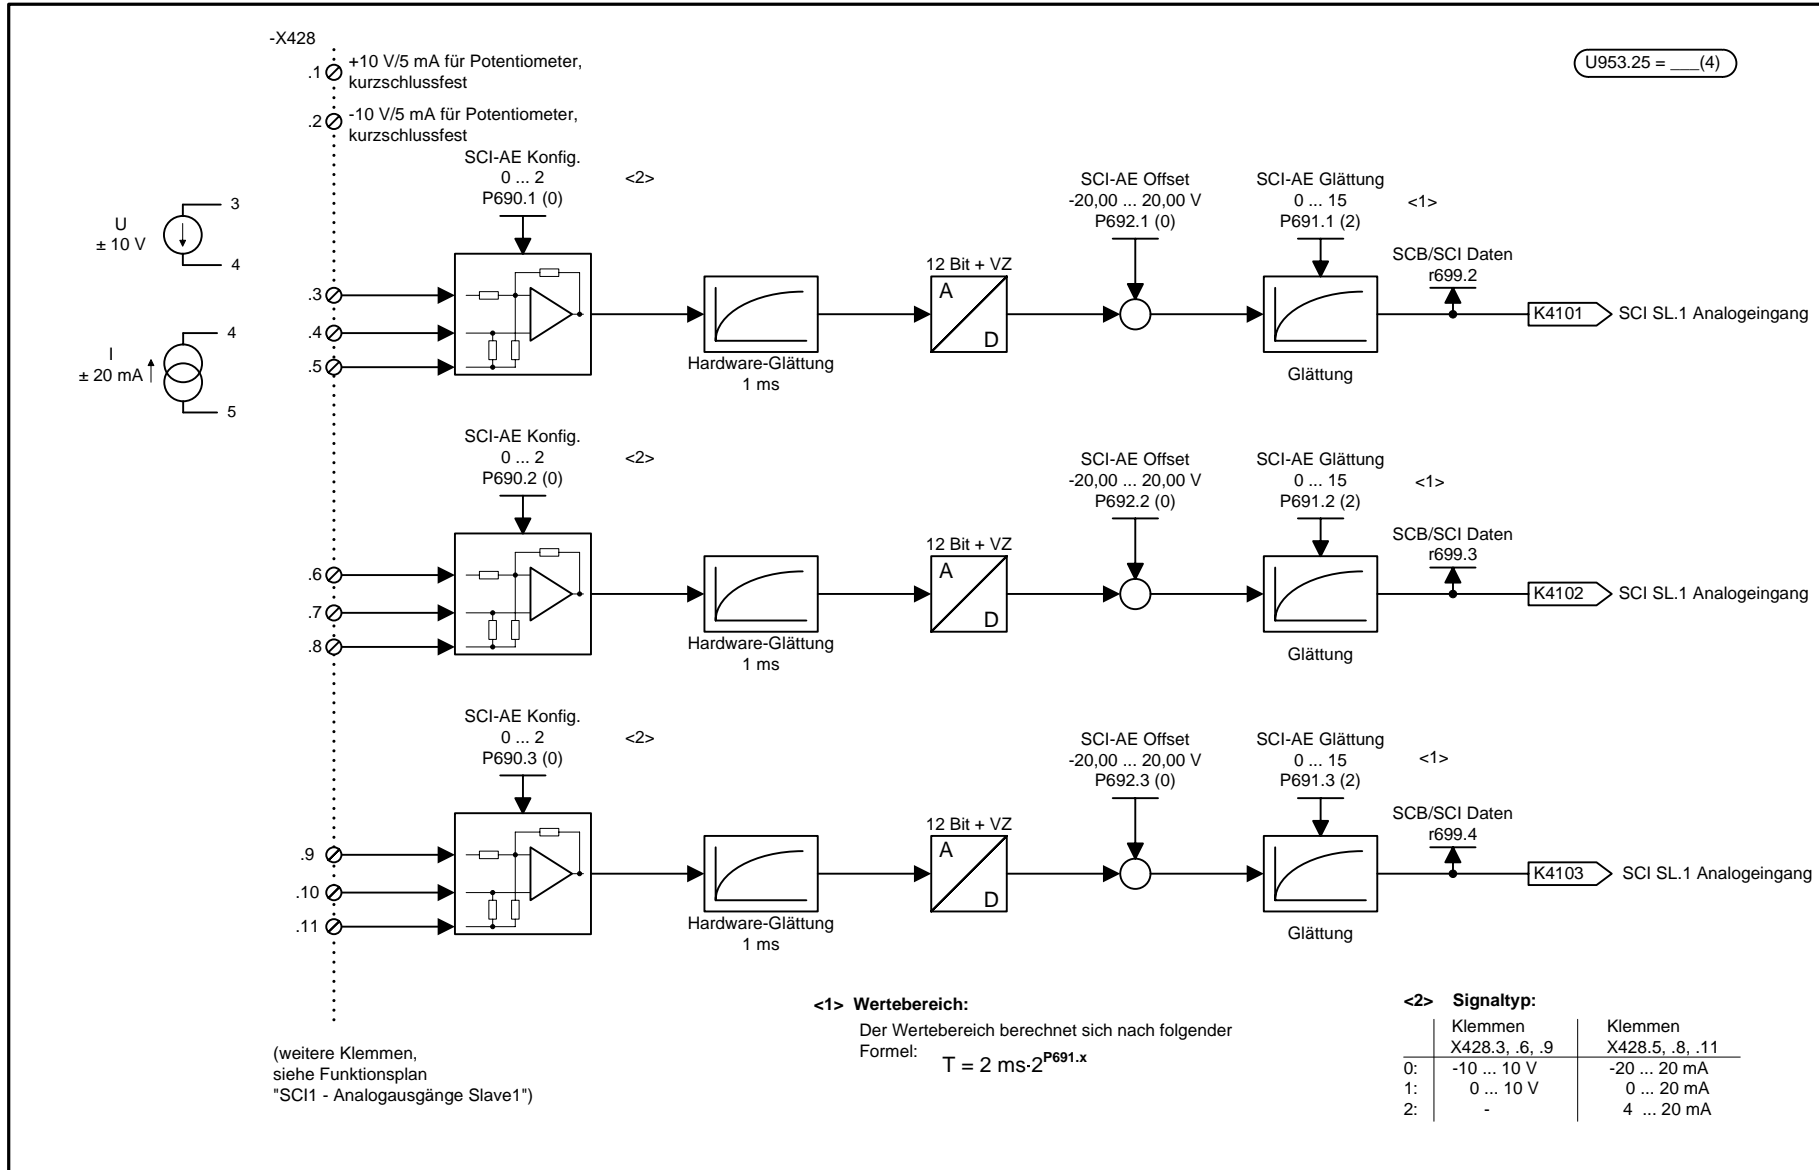 -X428
.1
+10 V/5 mA für Potentiometer,
kurzschlussfest
U953.25 = ___(4)
.2
-10 V/5 mA für Potentiometer,
kurzschlussfest
U
± 10 V
3
4
I
± 20 mA
4
5
SCI-AE Konfig.
0 ... 2
P690.1 (0)
<2>
.3
.4
.5
Hardware-Glättung
1 ms
12 Bit + VZ
A
D
SCI-AE Offset
-20,00 ... 20,00 V
P692.1 (0)
SCI-AE Glättung
0 ... 15
P691.1 (2)
<1>
Glättung
SCB/SCI Daten
r699.2
K4101
SCI SL.1 Analogeingang
SCI-AE Konfig.
0 ... 2
P690.2 (0)
<2>
.6
.7
.8
Hardware-Glättung
1 ms
12 Bit + VZ
A
D
SCI-AE Offset
-20,00 ... 20,00 V
P692.2 (0)
SCI-AE Glättung
0 ... 15
P691.2 (2)
<1>
Glättung
SCB/SCI Daten
r699.3
K4102
SCI SL.1 Analogeingang
SCI-AE Konfig.
0 ... 2
P690.3 (0)
<2>
.9
.10
.11
Hardware-Glättung
1 ms
12 Bit + VZ
A
D
SCI-AE Offset
-20,00 ... 20,00 V
P692.3 (0)
SCI-AE Glättung
0 ... 15
P691.3 (2)
<1>
Glättung
SCB/SCI Daten
r699.4
K4103
SCI SL.1 Analogeingang
(weitere Klemmen,
siehe Funktionsplan
"SCI1 - Analogausgänge Slave1")
<1> Wertebereich:
Der Wertebereich berechnet sich nach folgender
Formel: T = 2 ms·2^P691.x
<2> Signaltyp:
Klemmen Klemmen
X428.3, .6, .9 X428.5, .8, .11
0: -10 ... 10 V -20 ... 20 mA
1: 0 ... 10 V 0 ... 20 mA
2: - 4 ... 20 mA